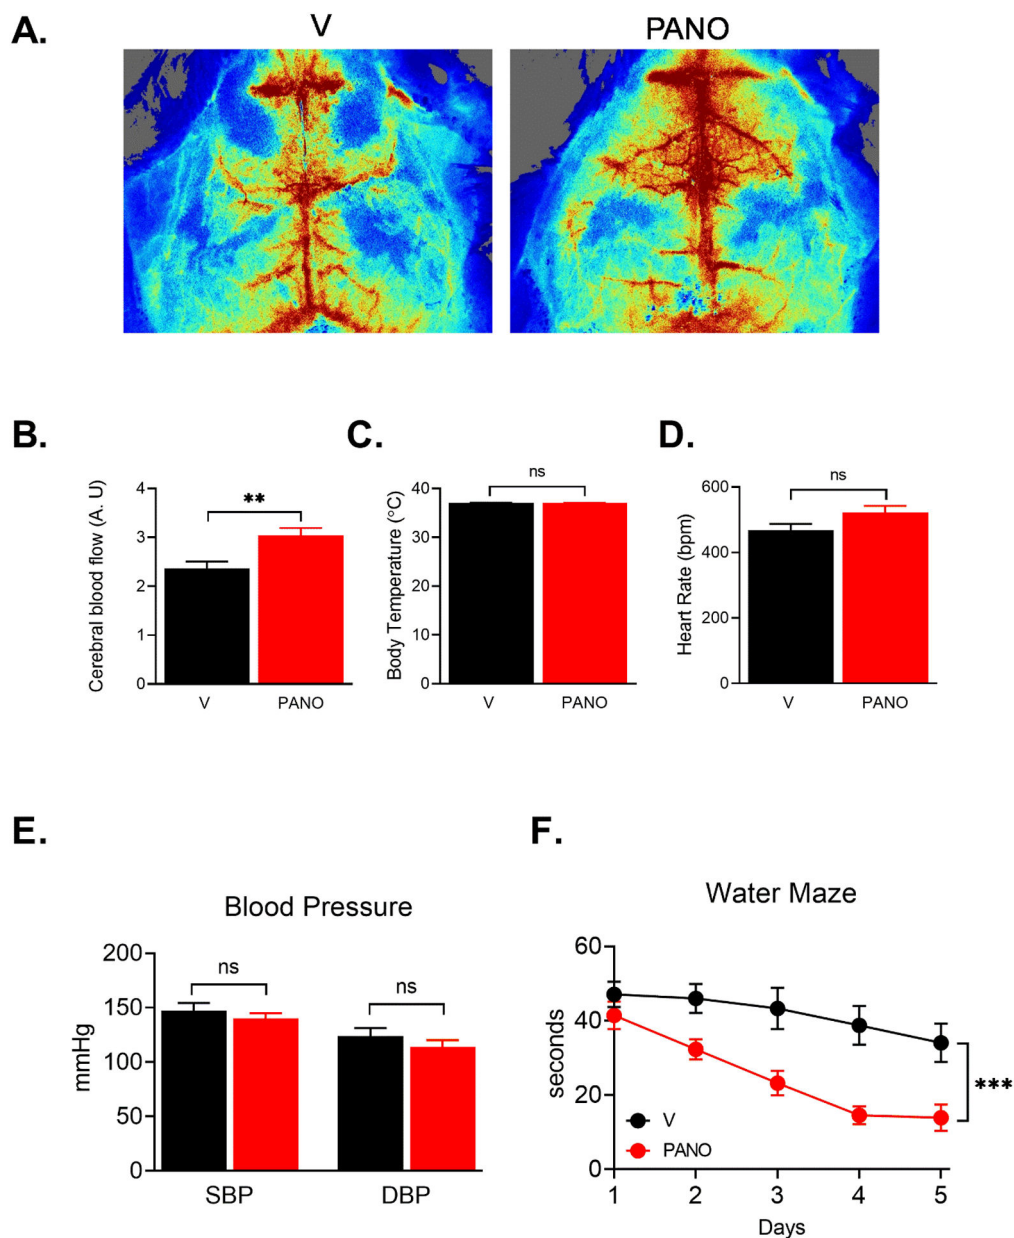 A.
V
PANO
B.
C.
D.
Cerebral blood flow (A. U)
4
3
2
1
0
**
V
PANO
Body Temperature (°C)
40
30
20
10
0
ns
V
PANO
Heart Rate (bpm)
600
400
200
0
ns
V
PANO
E.
F.
Blood Pressure
mmHg
200
150
100
50
0
ns
ns
SBP
DBP
Water Maze
seconds
60
40
20
0
***
V
PANO
1 2 3 4 5
Days